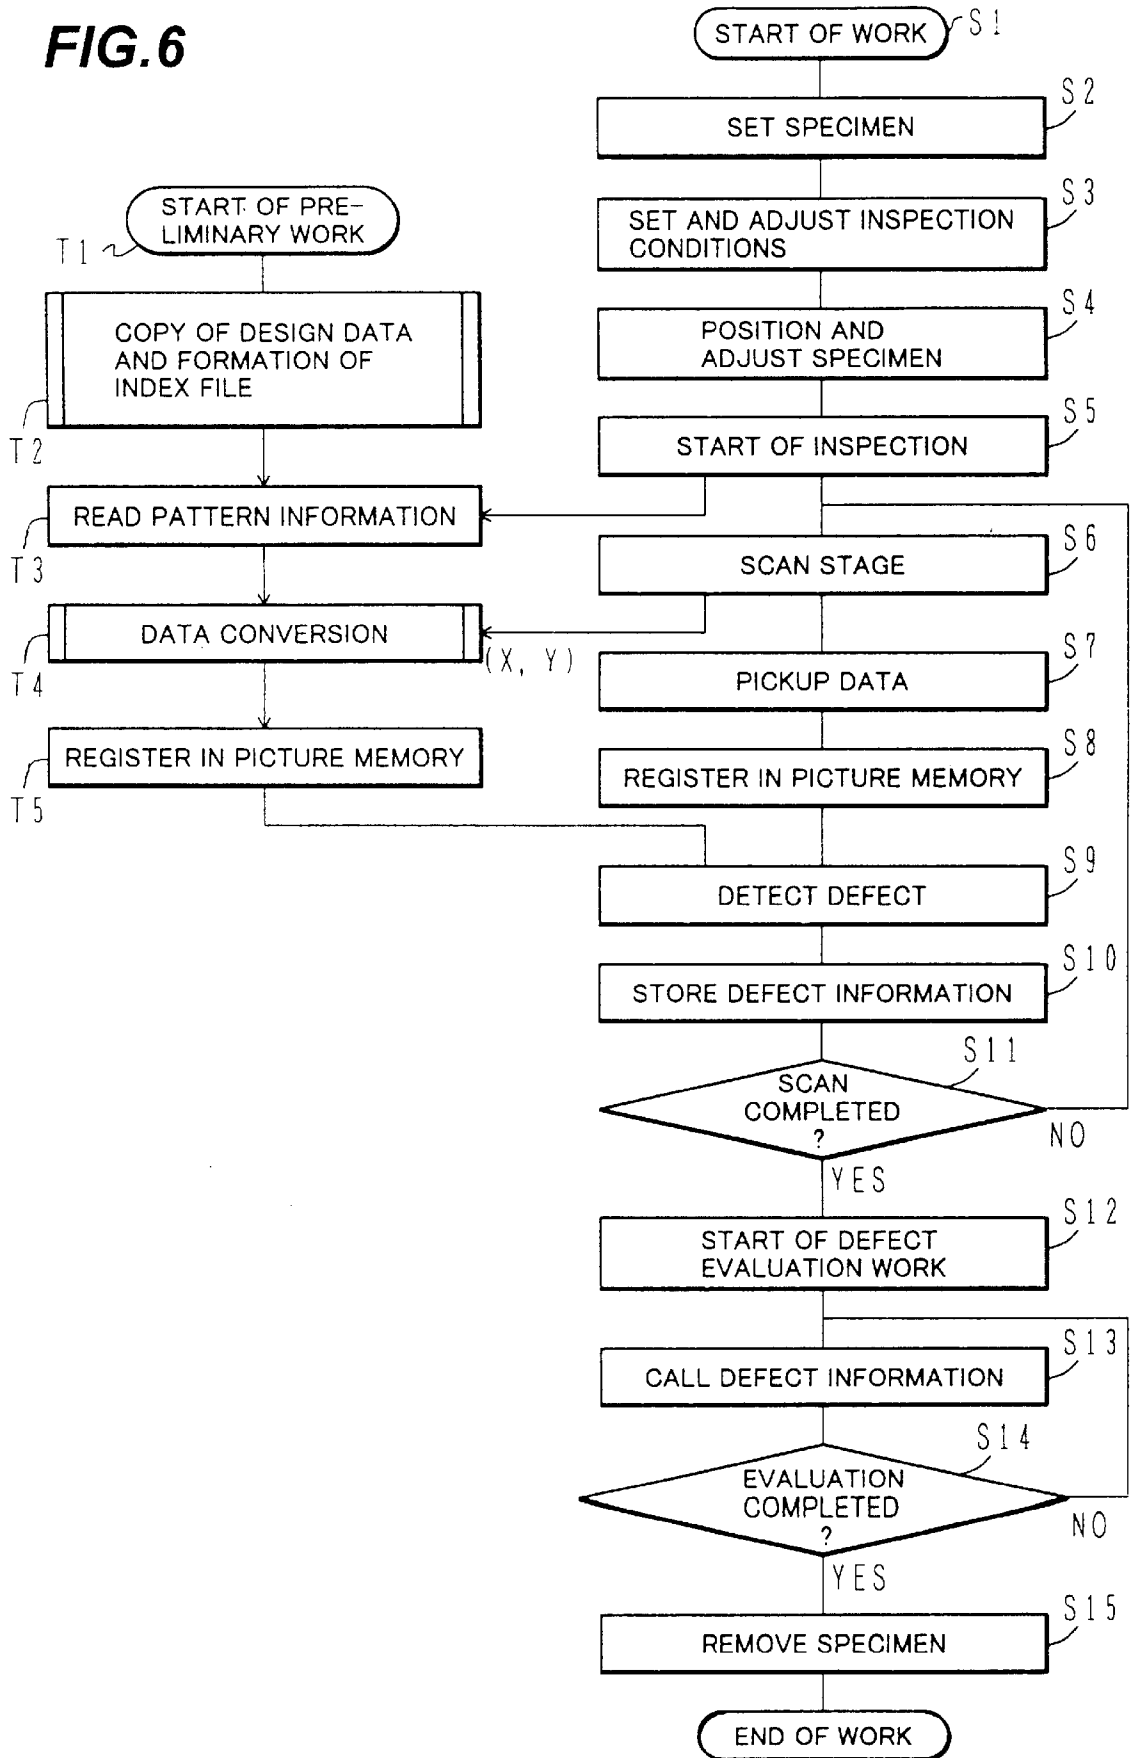 FIG.6
START OF WORK
S1
SET SPECIMEN
S2
SET AND ADJUST INSPECTION
CONDITIONS
S3
POSITION AND
ADJUST SPECIMEN
S4
START OF INSPECTION
S5
START OF PRE-
LIMINARY WORK
T1
COPY OF DESIGN DATA
AND FORMATION OF
INDEX FILE
T2
READ PATTERN INFORMATION
T3
DATA CONVERSION
T4
(X, Y)
REGISTER IN PICTURE MEMORY
T5
SCAN STAGE
S6
PICKUP DATA
S7
REGISTER IN PICTURE MEMORY
S8
DETECT DEFECT
S9
STORE DEFECT INFORMATION
S10
SCAN
COMPLETED
?
S11
NO
YES
START OF DEFECT
EVALUATION WORK
S12
CALL DEFECT INFORMATION
S13
EVALUATION
COMPLETED
?
S14
NO
YES
REMOVE SPECIMEN
S15
END OF WORK